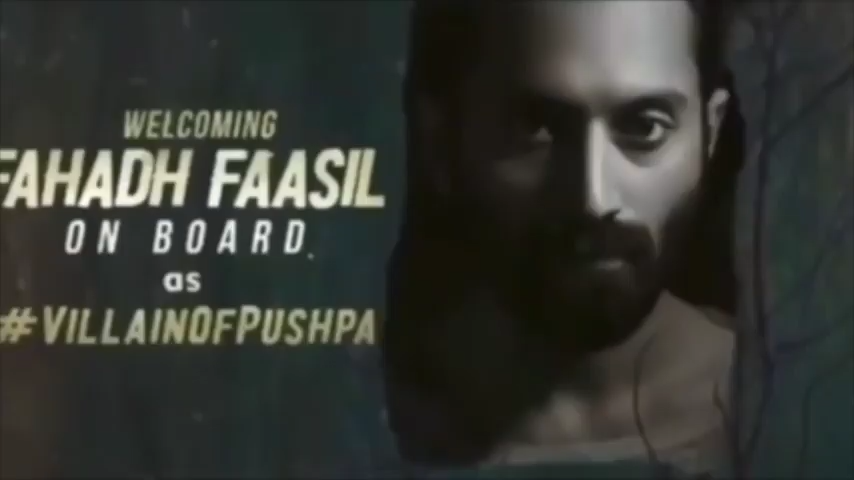 WELCOMING
FAHADH FAASIL
ON BOARD.
as
#VILLAINOFPUSHPA